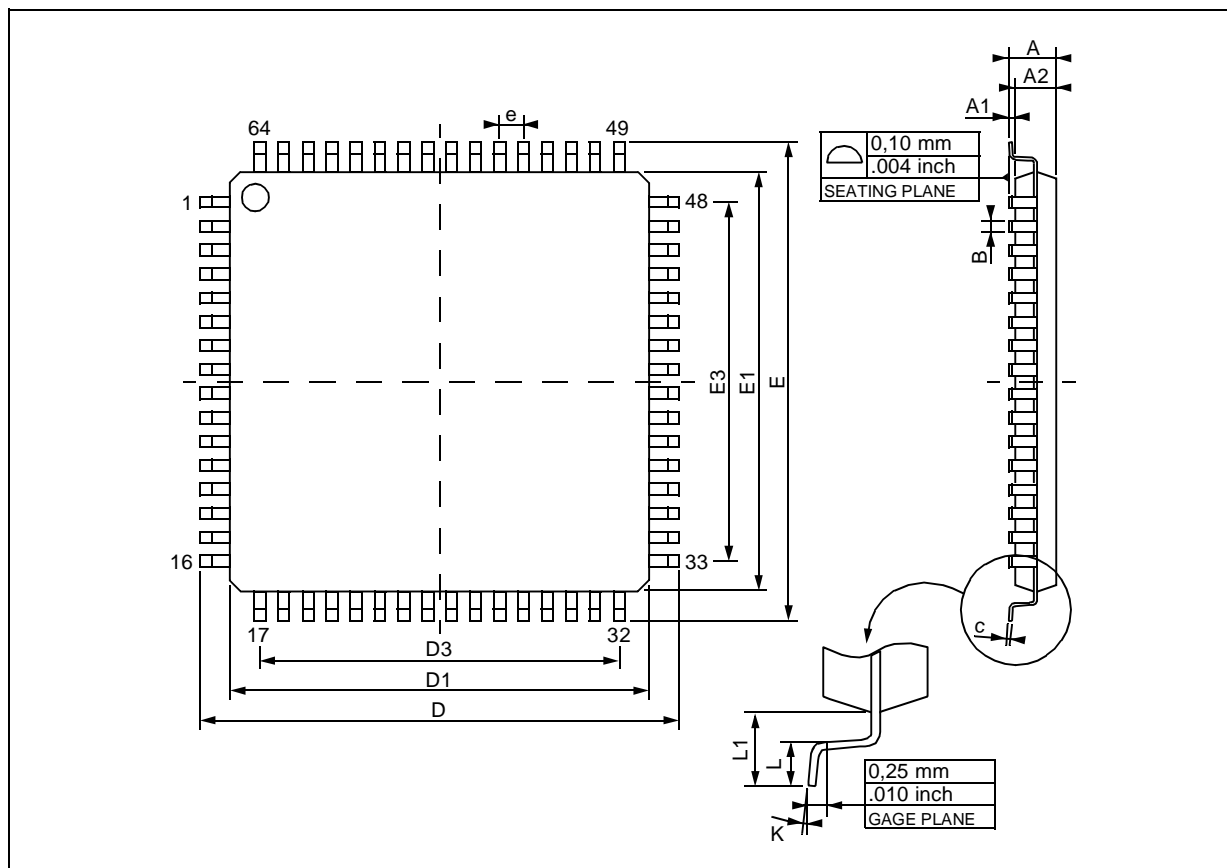 A
A2
A1
e
64
49
0,10 mm
.004 inch
SEATING PLANE
1
48
B
E3
E1
E
16
33
17
32
c
D3
D1
D
L1
L
0,25 mm
.010 inch
GAGE PLANE
K